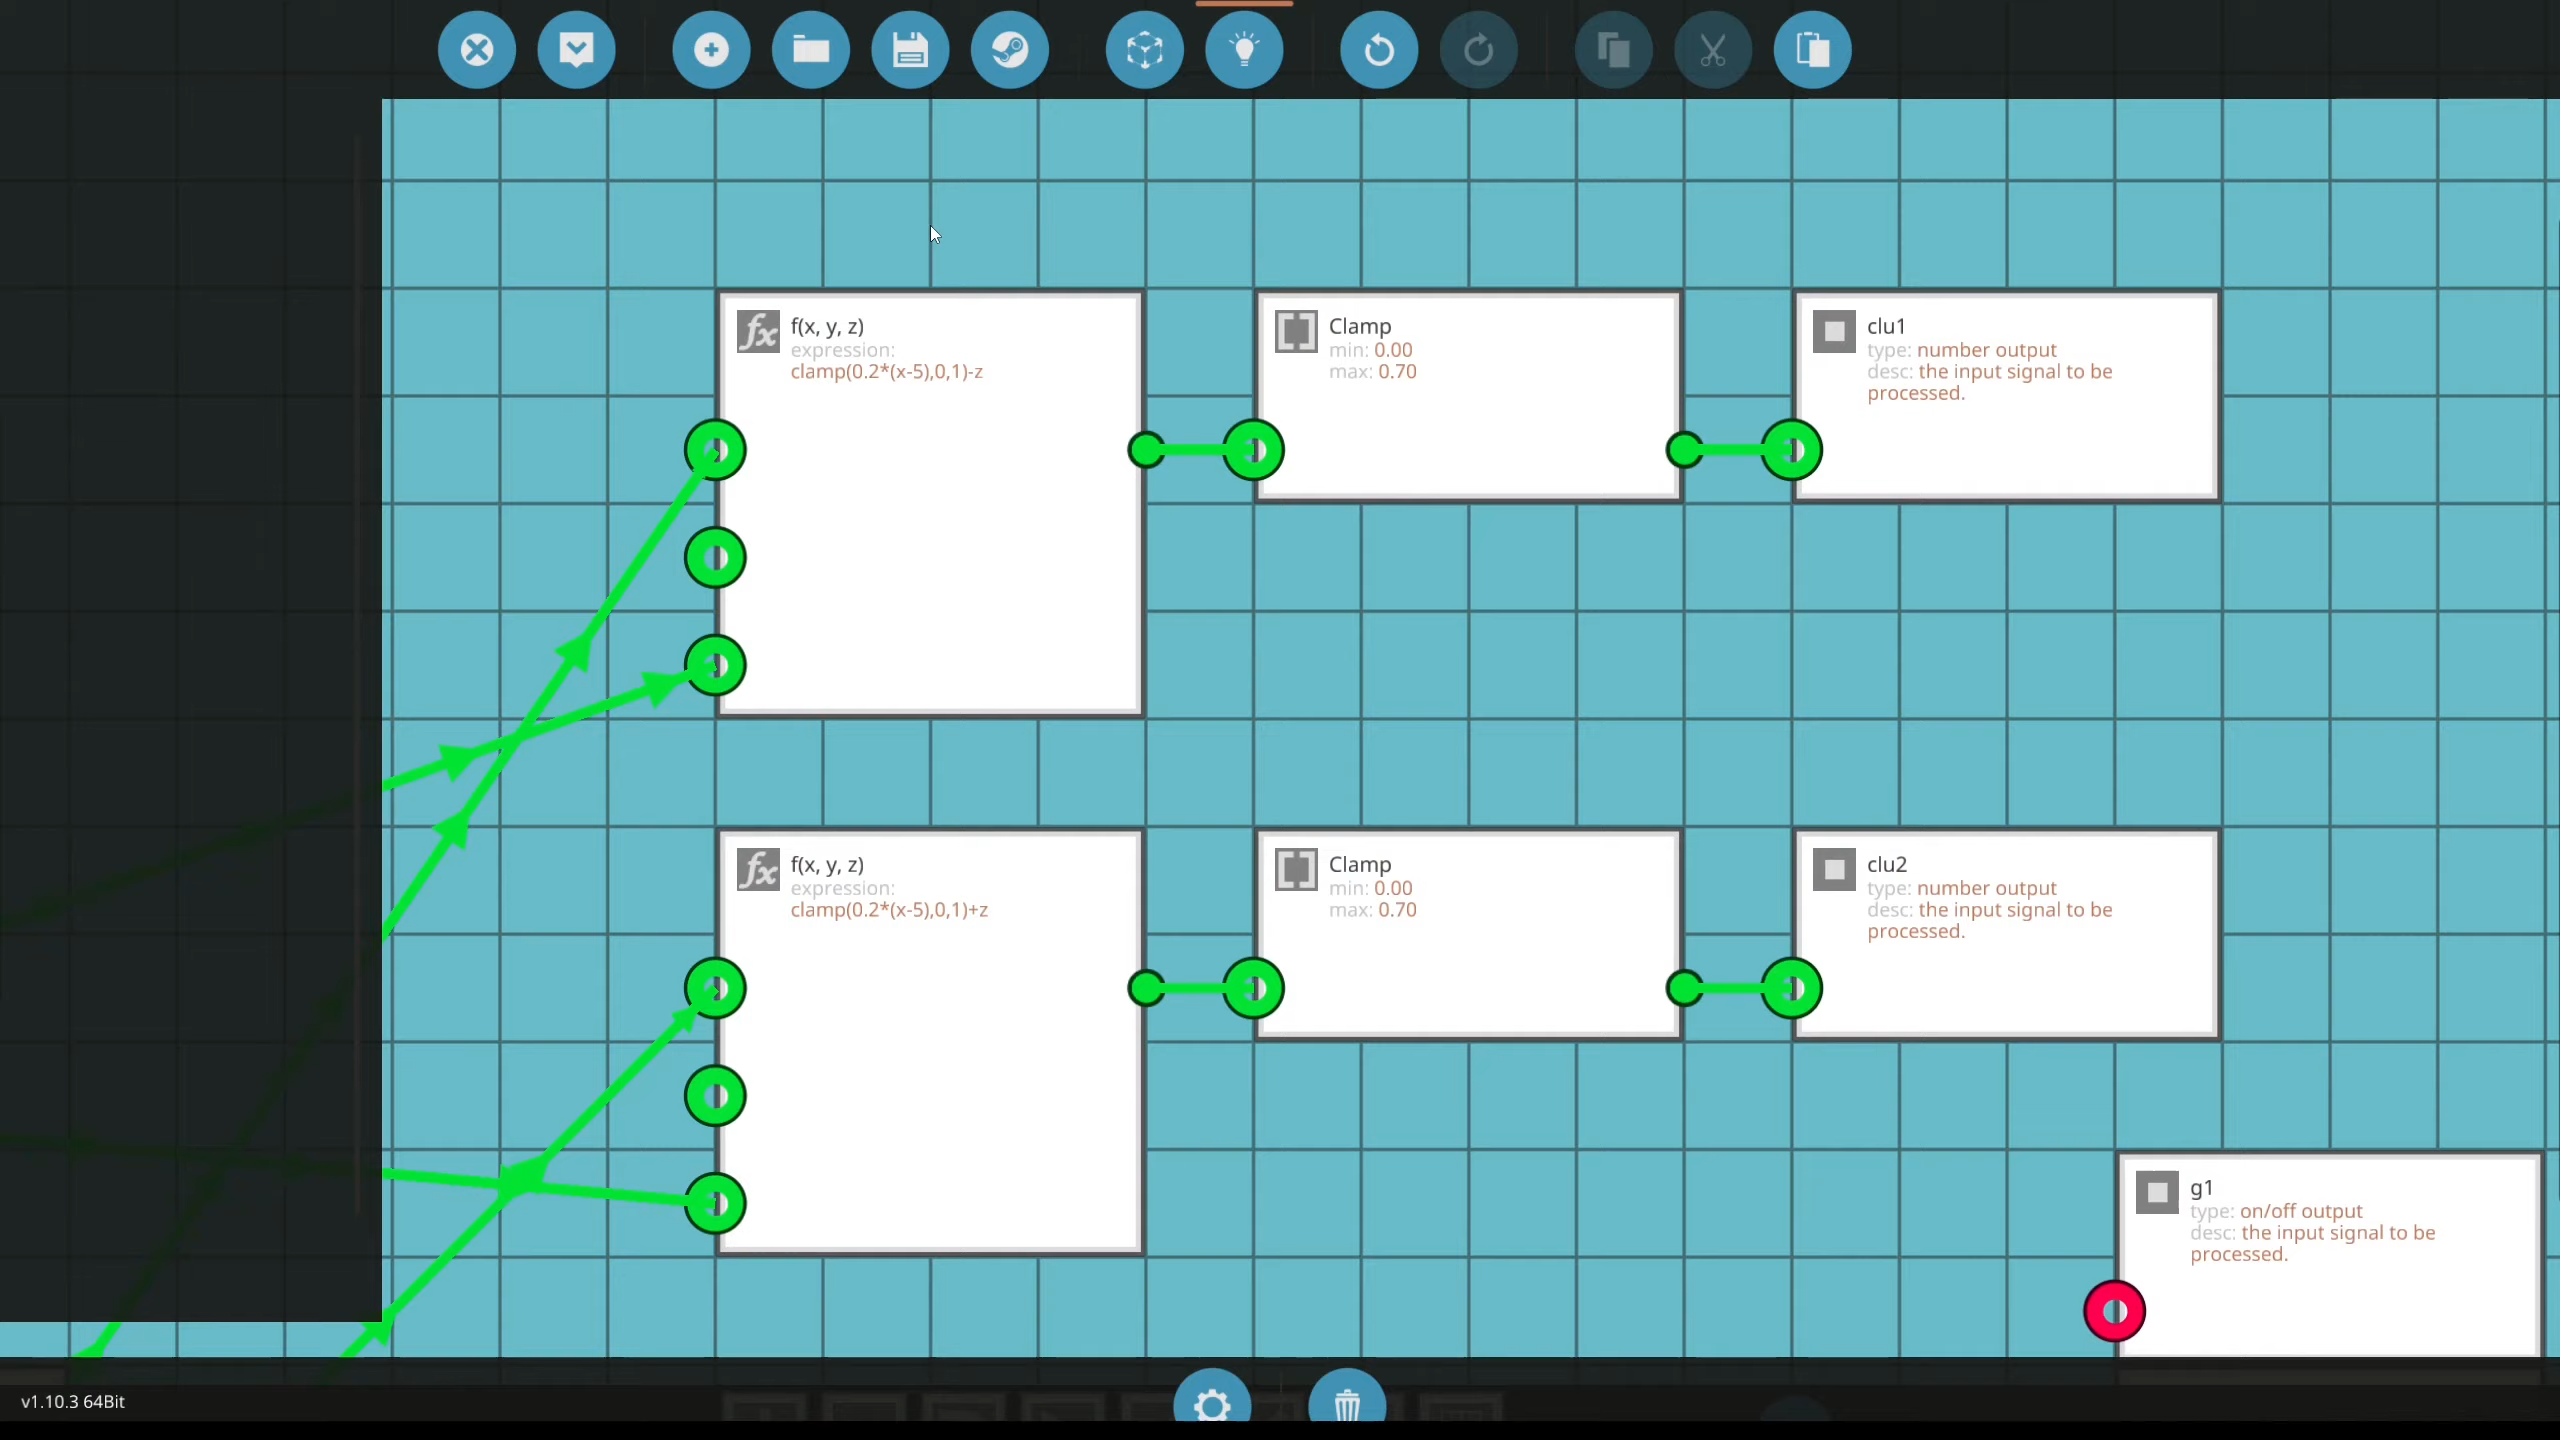 f(x, y, z)
expression:
clamp(0.2*(x-5),0,1)-z
Clamp
min: 0.00
max: 0.70
clu1
type: number output
desc: the input signal to be
processed.
f(x, y, z)
expression:
clamp(0.2*(x-5),0,1)+z
Clamp
min: 0.00
max: 0.70
clu2
type: number output
desc: the input signal to be
processed.
g1
type: on/off output
desc: the input signal to be
processed.
v1.10.3 64Bit